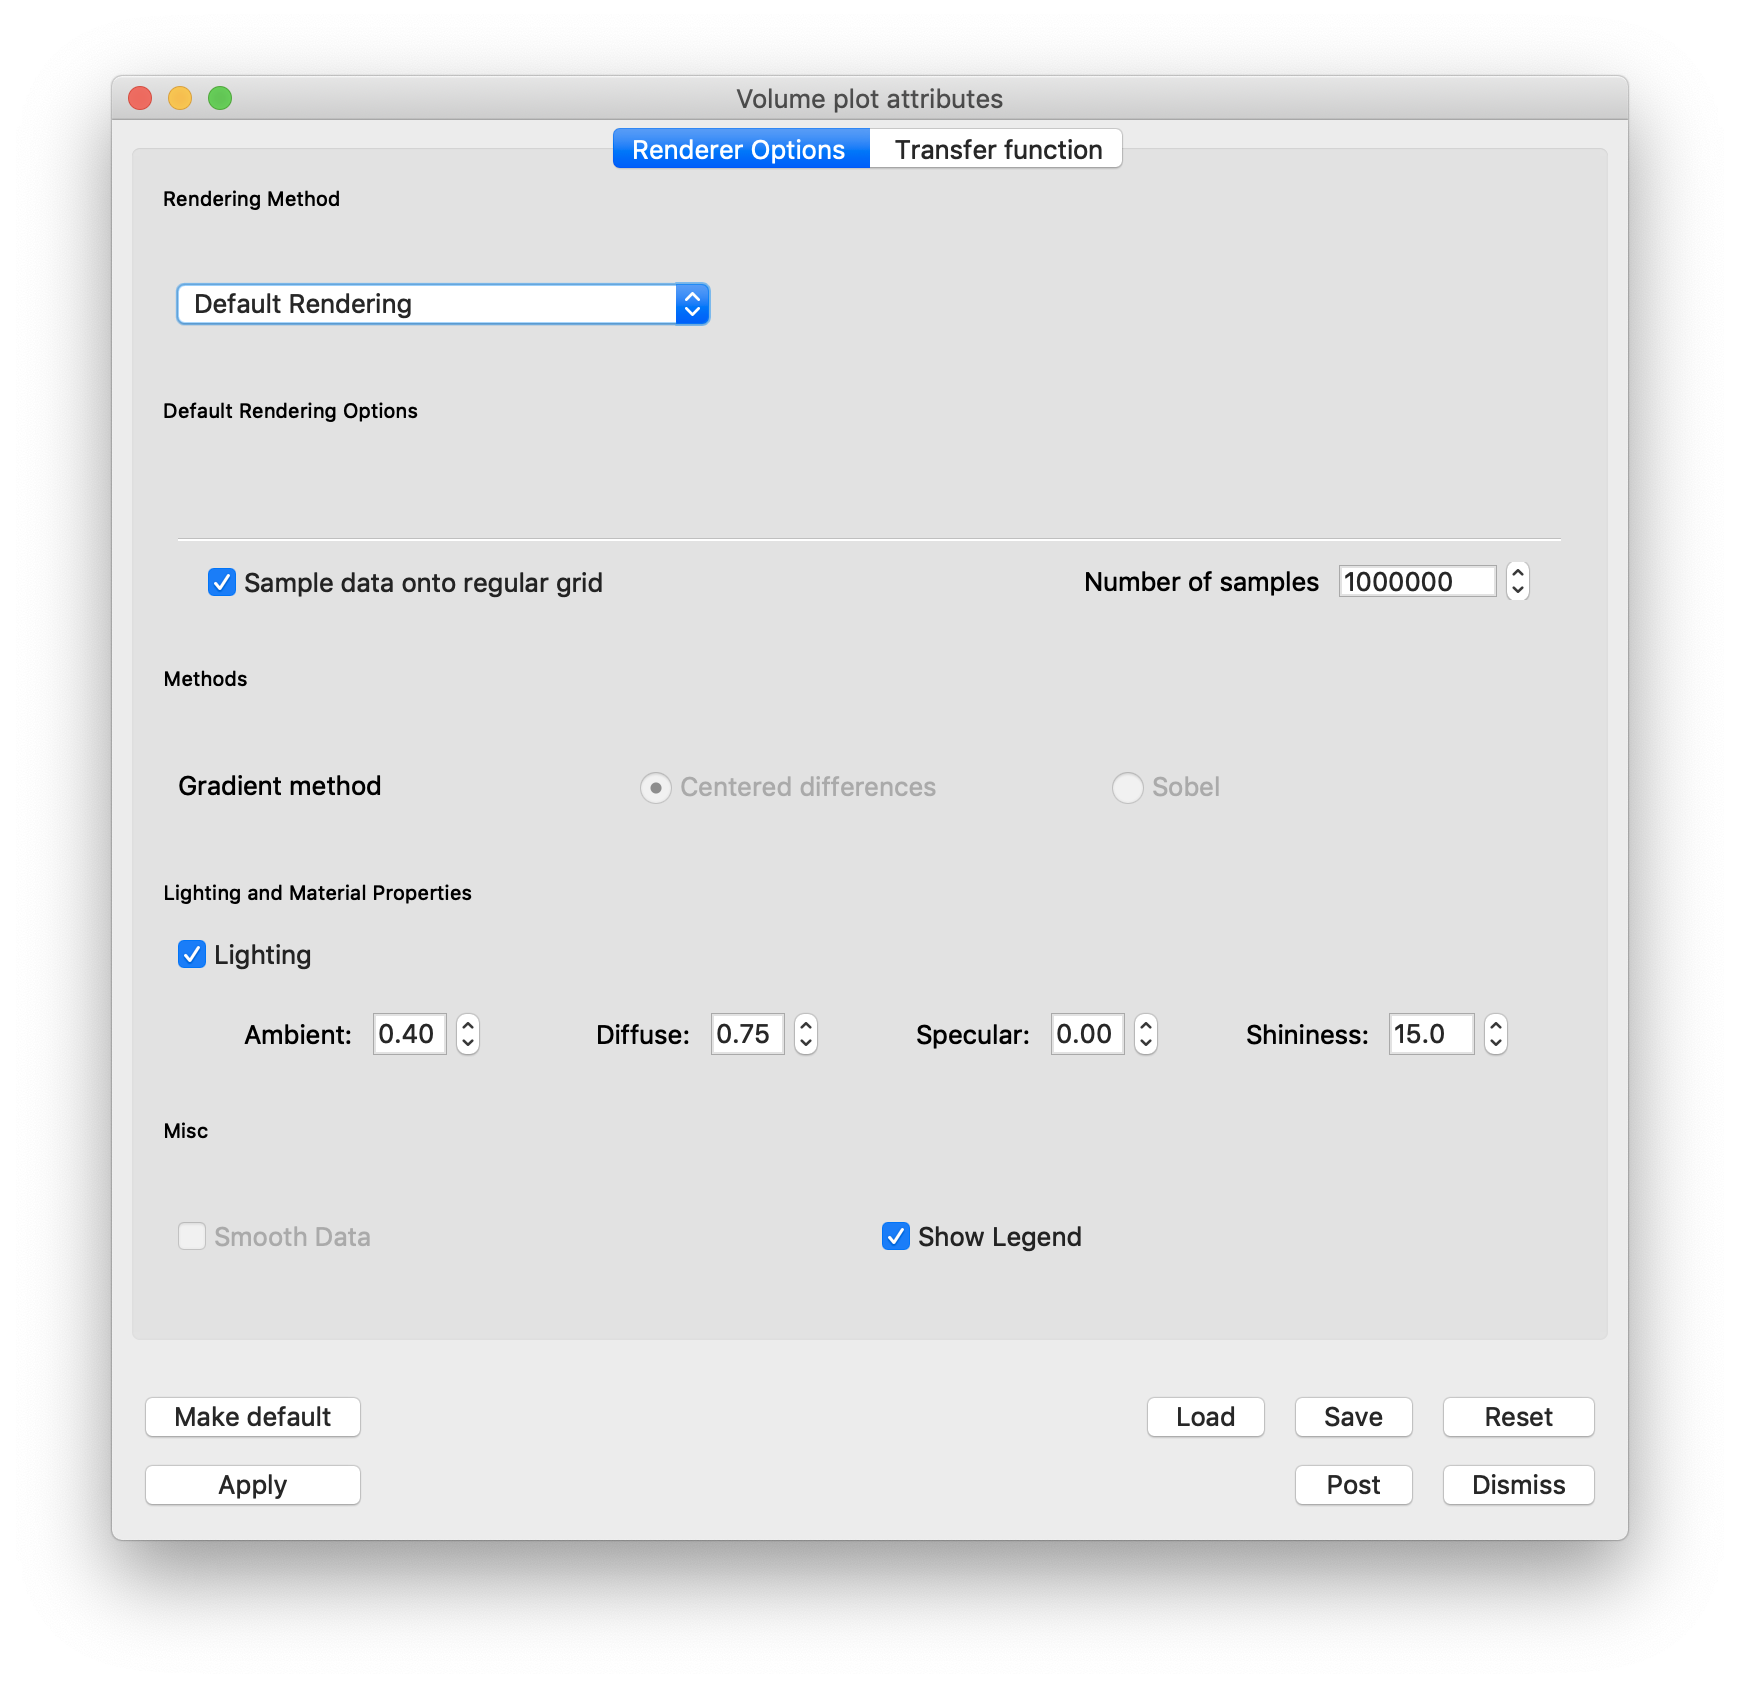 Volume plot attributes
Renderer Options Transfer function
Rendering Method
Default Rendering
Default Rendering Options
Sample data onto regular grid Number of samples 1000000
Methods
Gradient method Centered differences Sobel
Lighting and Material Properties
Lighting
Ambient: 0.40 Diffuse: 0.75 Specular: 0.00 Shininess: 15.0
Misc
Smooth Data Show Legend
Make default Load Save Reset
Apply Post Dismiss